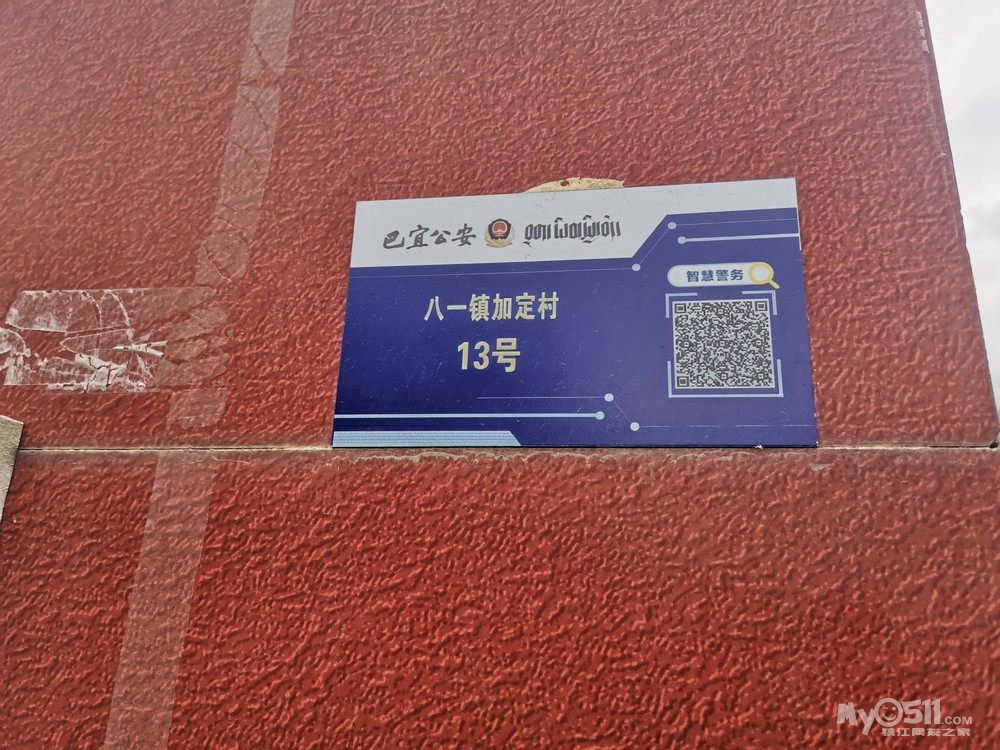 巴宜公安
智慧警务
八一镇加定村
13号
My0511.COM
镇江网友之家